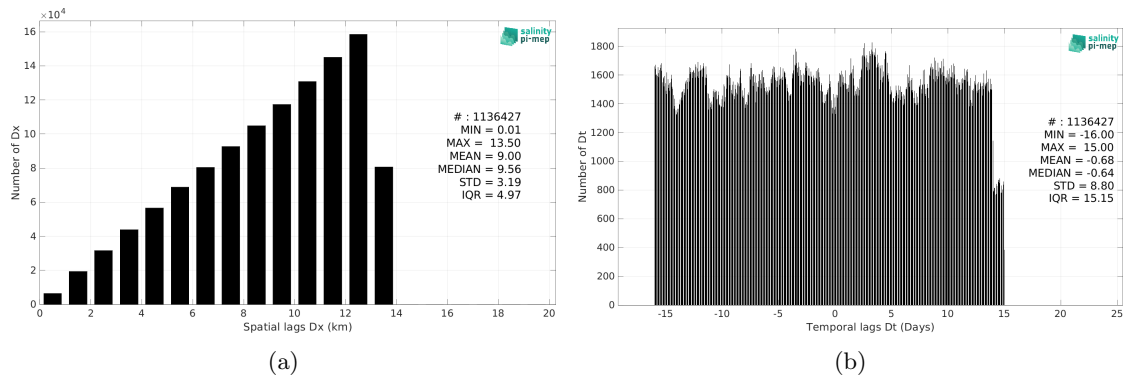 ×10⁴
16
14
12
10
8
6
4
2
0
Number of Dx
salinity
pi-mep
# : 1136427
MIN = 0.01
MAX = 13.50
MEAN = 9.00
MEDIAN = 9.56
STD = 3.19
IQR = 4.97
0 2 4 6 8 10 12 14 16 18 20
Spatial lags Dx (km)
(a)
1800
1600
1400
1200
1000
800
600
400
200
0
Number of Dt
salinity
pi-mep
# : 1136427
MIN = -16.00
MAX = 15.00
MEAN = -0.68
MEDIAN = -0.64
STD = 8.80
IQR = 15.15
-15 -10 -5 0 5 10 15 20 25
Temporal lags Dt (Days)
(b)